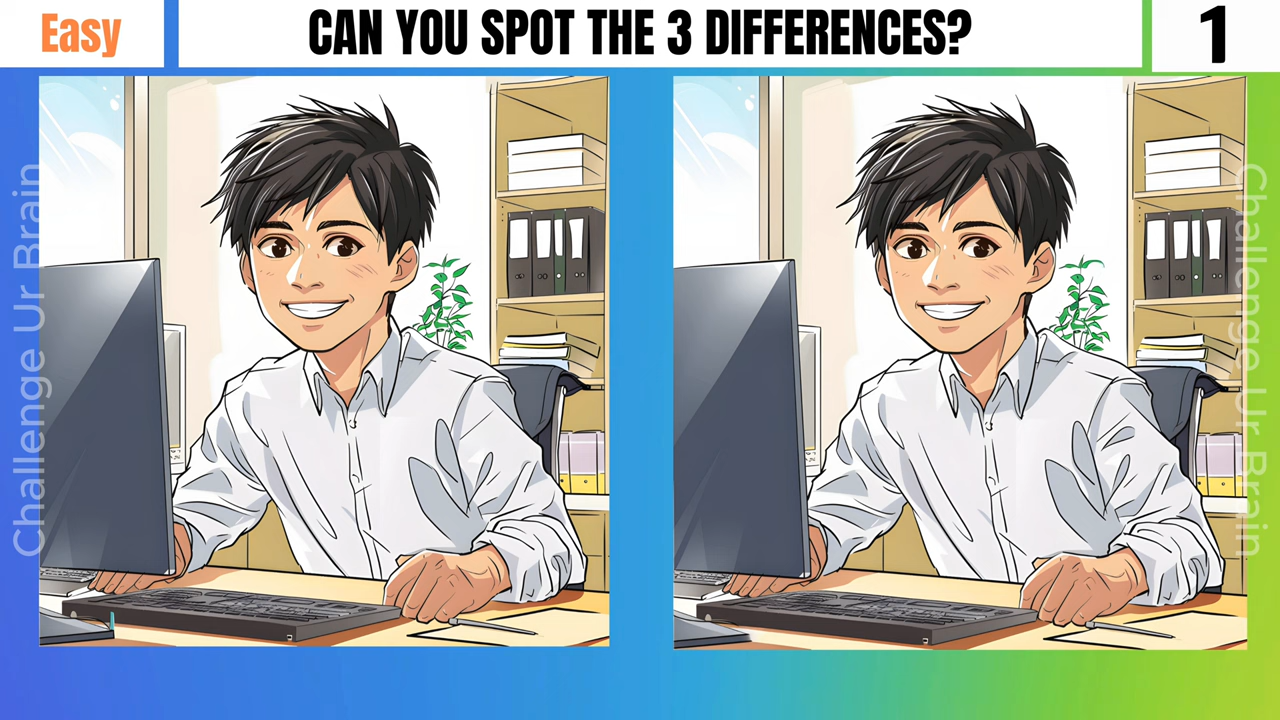 Easy
CAN YOU SPOT THE 3 DIFFERENCES?
1
Challenge Ur Brain
Challenge Ur Brain